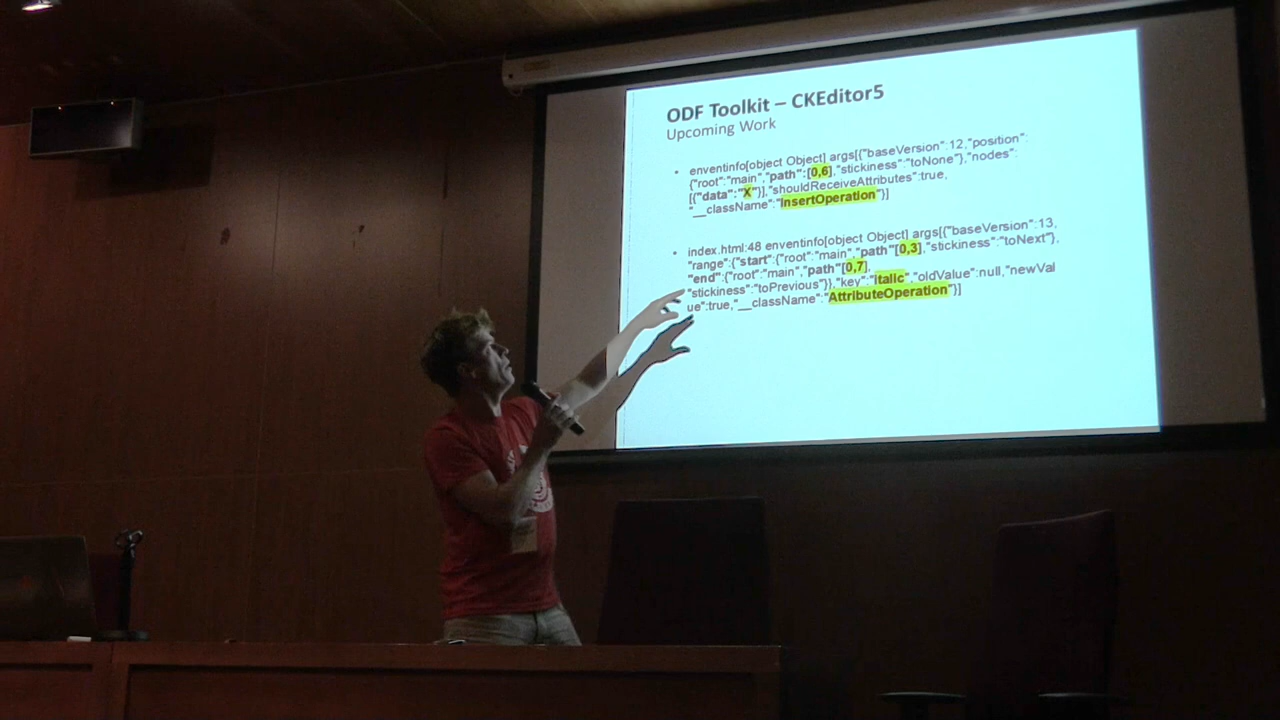 ODF Toolkit – CKEditor5
Upcoming Work
• enventinfo[object Object] args[{"baseVersion":12,"position":
{"root":"main","path":[0,6],"stickiness":"toNone"},"nodes":
[{"data":"X"}],"shouldReceiveAttributes":true,
"__className":"InsertOperation"}]
• index.html:48 enventinfo[object Object] args[{"baseVersion":13,
"range":{"start":{"root":"main","path"[0,3],"stickiness":"toNext"},
"end":{"root":"main","path"[0,7],
"stickiness":"toPrevious"}},"key":"italic","oldValue":null,"newVal
ue":true,"__className":"AttributeOperation"}]